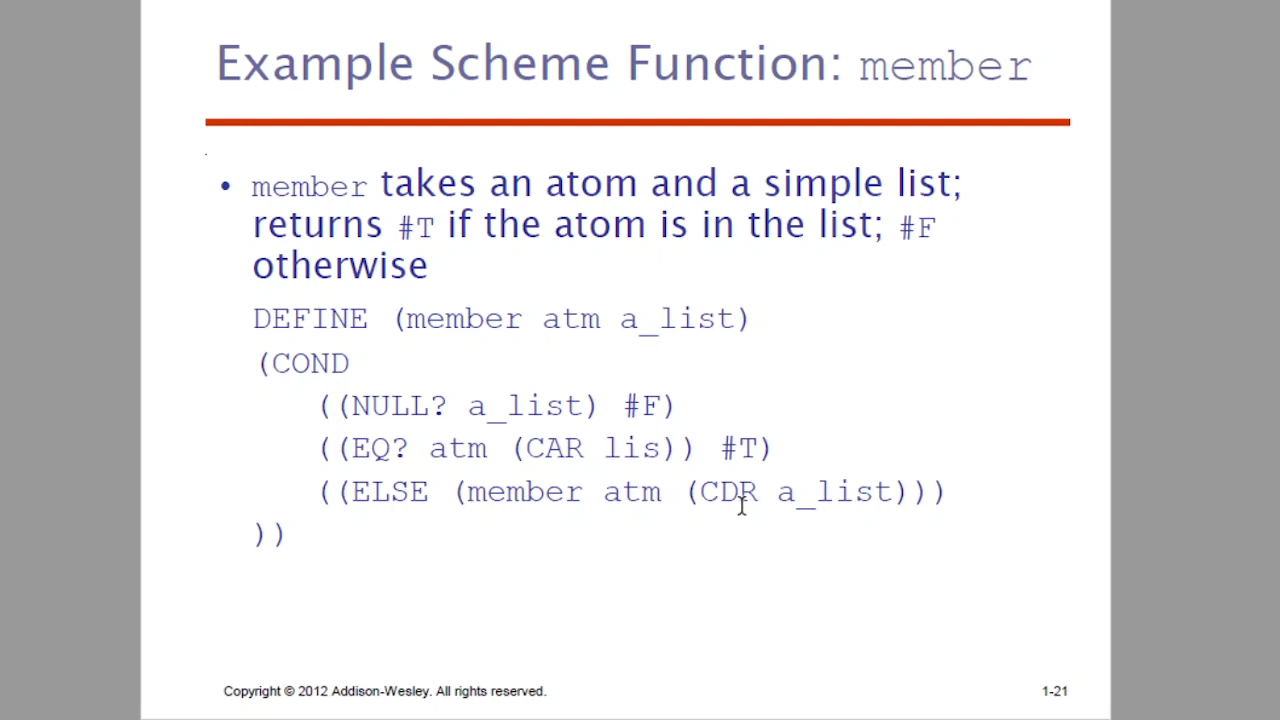 Example Scheme Function: member
• member takes an atom and a simple list;
returns #T if the atom is in the list; #F
otherwise
DEFINE (member atm a_list)
(COND
((NULL? a_list) #F)
((EQ? atm (CAR lis)) #T)
((ELSE (member atm (CDR a_list)))
))
Copyright © 2012 Addison-Wesley. All rights reserved.
1-21